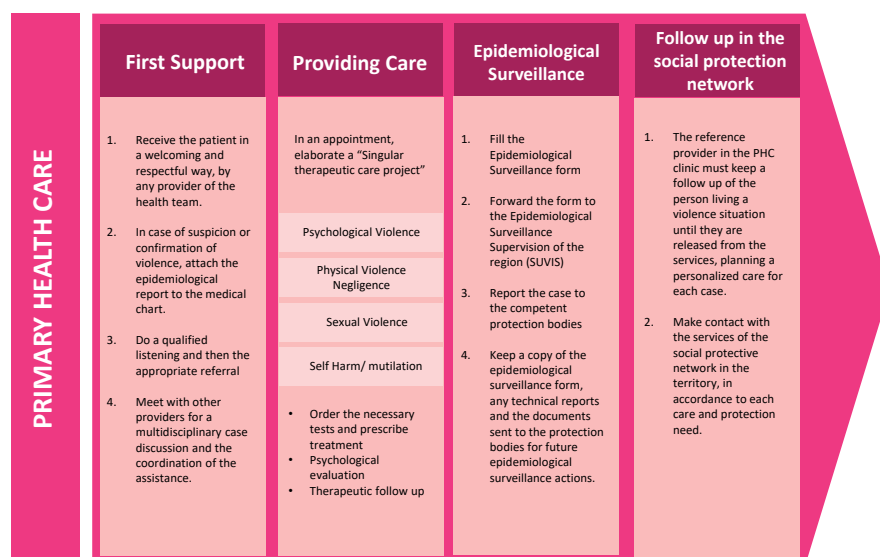 PRIMARY HEALTH CARE
First Support
1. Receive the patient in
a welcoming and
respectful way, by
any provider of the
health team.
2. In case of suspicion or
confirmation of
violence, attach the
epidemiological
report to the medical
chart.
3. Do a qualified
listening and then the
appropriate referral
4. Meet with other
providers for a
multidisciplinary case
discussion and the
coordination of the
assistance.
Providing Care
In an appointment,
elaborate a “Singular
therapeutic care project”
Psychological Violence
Physical Violence
Negligence
Sexual Violence
Self Harm/ mutilation
• Order the necessary
tests and prescribe
treatment
• Psychological
evaluation
• Therapeutic follow up
Epidemiological
Surveillance
1. Fill the
Epidemiological
Surveillance form
2. Forward the form to
the Epidemiological
Surveillance
Supervision of the
region (SUVIS)
3. Report the case to
the competent
protection bodies
4. Keep a copy of the
epidemiological
surveillance form,
any technical reports
and the documents
sent to the protection
bodies for future
epidemiological
surveillance actions.
Follow up in the
social protection
network
1. The reference
provider in the PHC
clinic must keep a
follow up of the
person living a
violence situation
until they are
released from the
services, planning a
personalized care for
each case.
2. Make contact with
the services of the
social protective
network in the
territory, in
accordance to each
care and protection
need.